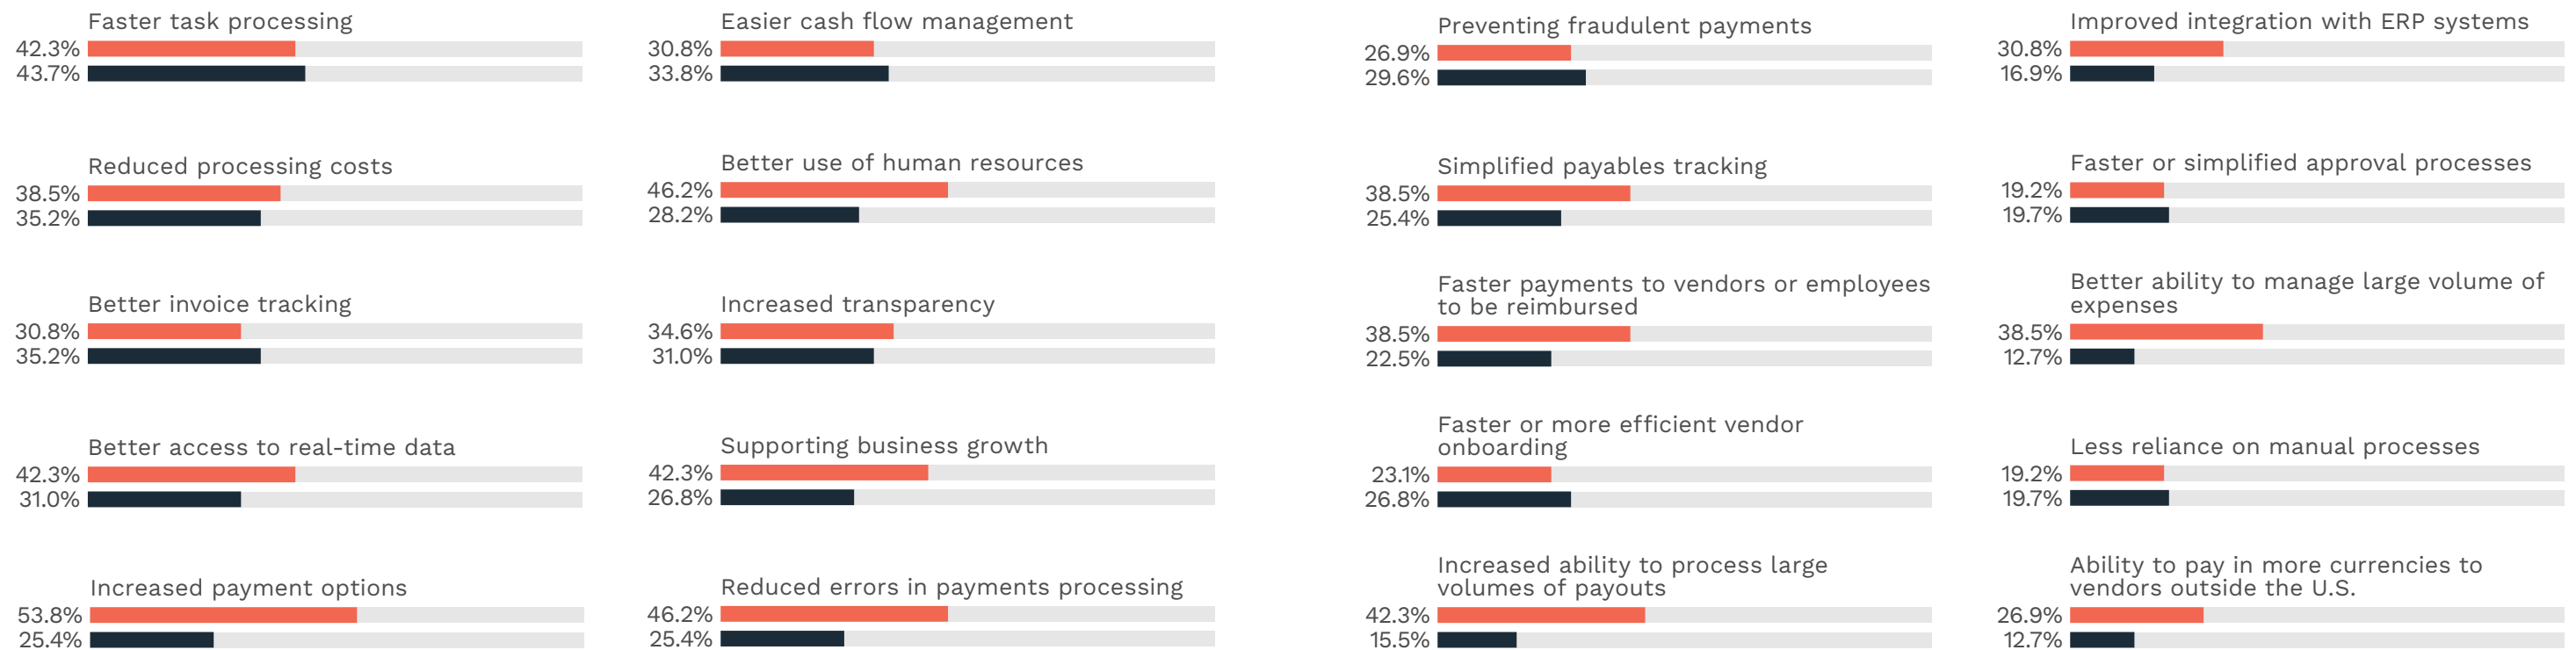 Faster task processing
42.3%
43.7%
Reduced processing costs
38.5%
35.2%
Better invoice tracking
30.8%
35.2%
Better access to real-time data
42.3%
31.0%
Increased payment options
53.8%
25.4%
Easier cash flow management
30.8%
33.8%
Better use of human resources
46.2%
28.2%
Increased transparency
34.6%
31.0%
Supporting business growth
42.3%
26.8%
Reduced errors in payments processing
46.2%
25.4%
Preventing fraudulent payments
26.9%
29.6%
Simplified payables tracking
38.5%
25.4%
Faster payments to vendors or employees
to be reimbursed
38.5%
22.5%
Faster or more efficient vendor
onboarding
23.1%
26.8%
Increased ability to process large
volumes of payouts
42.3%
15.5%
Improved integration with ERP systems
30.8%
16.9%
Faster or simplified approval processes
19.2%
19.7%
Better ability to manage large volume of
expenses
38.5%
12.7%
Less reliance on manual processes
19.2%
19.7%
Ability to pay in more currencies to
vendors outside the U.S.
26.9%
12.7%